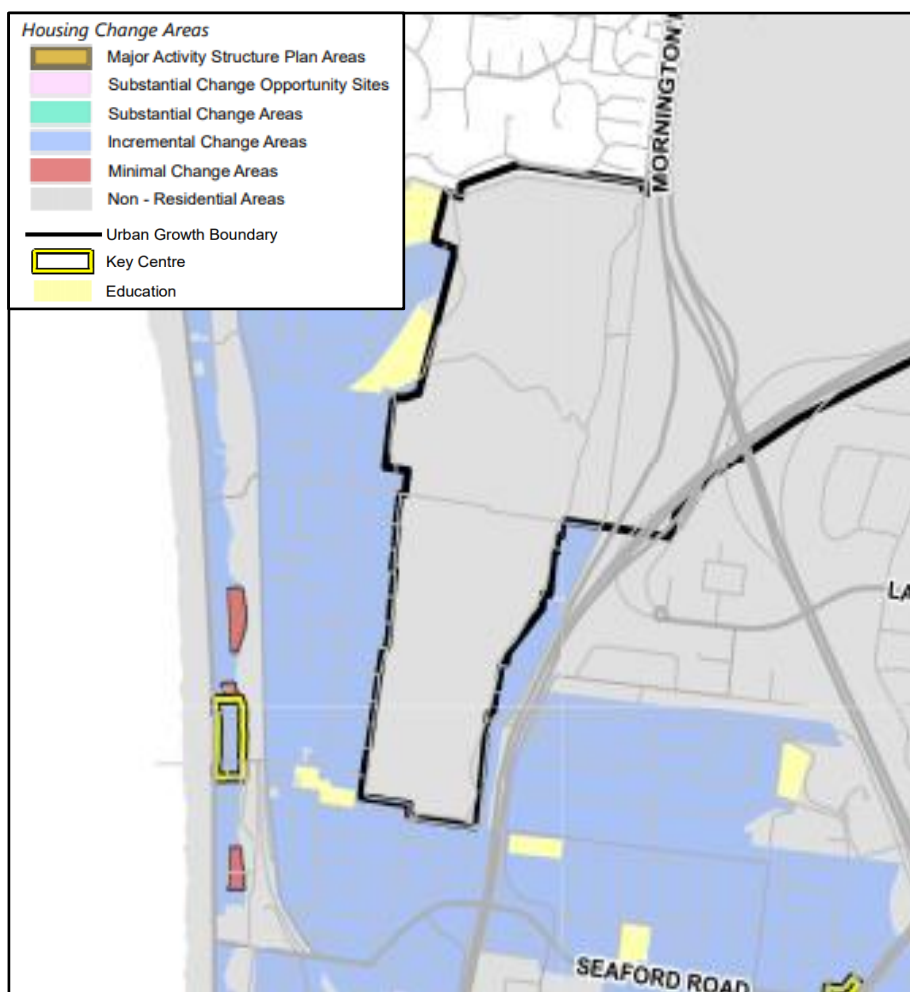 Housing Change Areas
Major Activity Structure Plan Areas
Substantial Change Opportunity Sites
Substantial Change Areas
Incremental Change Areas
Minimal Change Areas
Non - Residential Areas
Urban Growth Boundary
Key Centre
Education
MORNINGTON
LA
SEAFORD ROAD